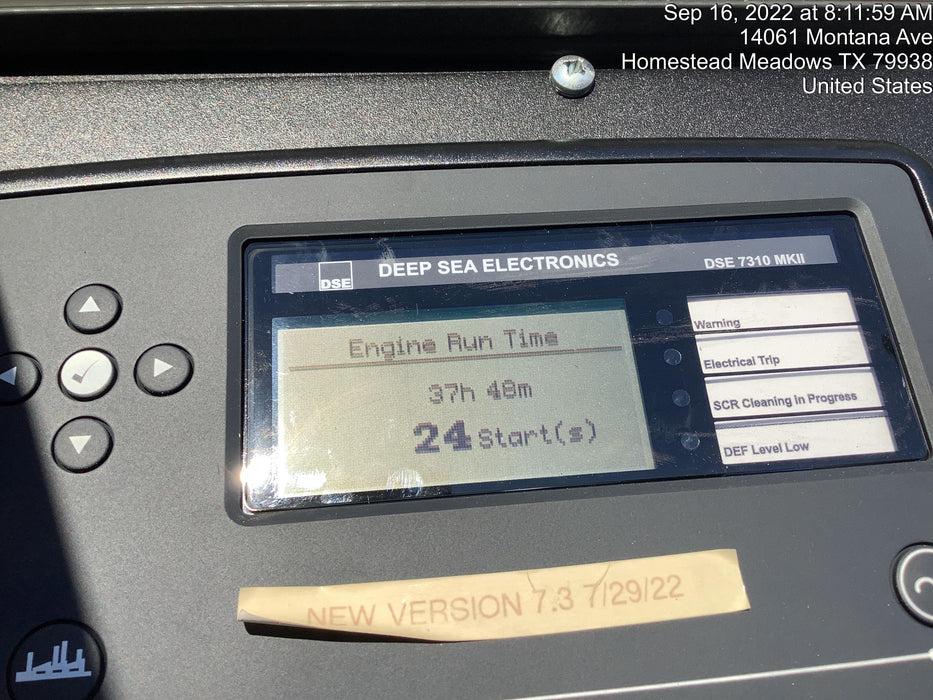 Sep 16, 2022 at 8:11:59 AM
14061 Montana Ave
Homestead Meadows TX 79938
United States
DSE
DEEP SEA ELECTRONICS
DSE 7310 MKII
Engine Run Time
37h 48m
24 Start(s)
Warning
Electrical Trip
SCR Cleaning in Progress
DEF Level Low
NEW VERSION 7.3 7/29/22